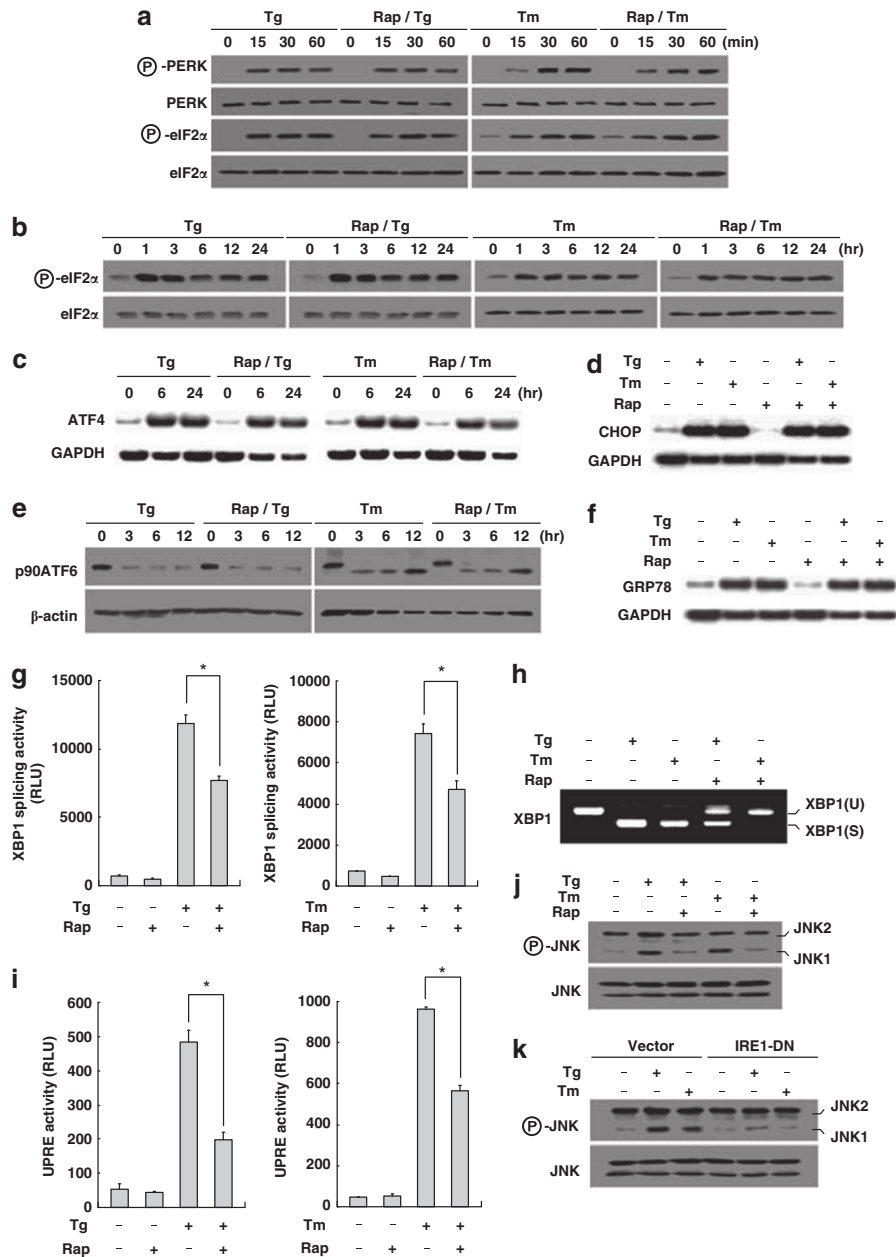 a
Tg Rap / Tg Tm Rap / Tm
0 15 30 60 0 15 30 60 0 15 30 60 0 15 30 60 (min)
P -PERK
PERK
P -eIF2α
eIF2α
b
Tg Rap / Tg Tm Rap / Tm
0 1 3 6 12 24 0 1 3 6 12 24 0 1 3 6 12 24 0 1 3 6 12 24 (hr)
P -eIF2α
eIF2α
c
Tg Rap / Tg Tm Rap / Tm
0 6 24 0 6 24 0 6 24 0 6 24 (hr)
ATF4
GAPDH
d
Tg – + – – + –
Tm – – + – – +
Rap – – – + + +
CHOP
GAPDH
e
Tg Rap / Tg Tm Rap / Tm
0 3 6 12 0 3 6 12 0 3 6 12 0 3 6 12 (hr)
p90ATF6
β-actin
f
Tg – + – – + –
Tm – – + – – +
Rap – – – + + +
GRP78
GAPDH
g
XBP1 splicing activity (RLU)
15000
10000
5000
0
*
Tg – – + +
Rap – + – +
XBP1 splicing activity (RLU)
10000
8000
6000
4000
2000
0
*
Tm – – + +
Rap – + – +
h
Tg – + – + –
Tm – – + – +
Rap – – – + +
XBP1
XBP1(U)
XBP1(S)
i
UPRE activity (RLU)
600
500
400
300
200
100
0
*
Tg – – + +
Rap – + – +
UPRE activity (RLU)
1000
800
600
400
200
0
*
Tm – – + +
Rap – + – +
j
Tg – + + – –
Tm – – – + +
Rap – – + – +
P -JNK
JNK2
JNK1
JNK
k
Vector IRE1-DN
Tg – + – – + –
Tm – – + – – +
P -JNK
JNK2
JNK1
JNK